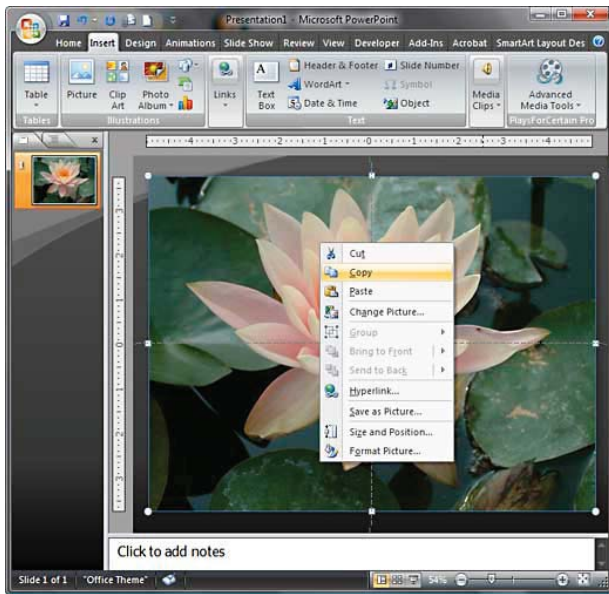 Presentation1 - Microsoft PowerPoint
Home Insert Design Animations Slide Show Review View Developer Add-Ins Acrobat SmartArt Layout Des
Table
Picture
Clip Art
Photo Album
Links
A
Text Box
Header & Footer
Slide Number
WordArt
Symbol
Date & Time
Object
Media Clips
Advanced Media Tools
Tables
Illustrations
Text
PlaysForCertain Pro
1
Cut
Copy
Paste
Change Picture...
Group
Bring to Front
Send to Back
Hyperlink...
Save as Picture...
Size and Position...
Format Picture...
Click to add notes
Slide 1 of 1 "Office Theme" 54%